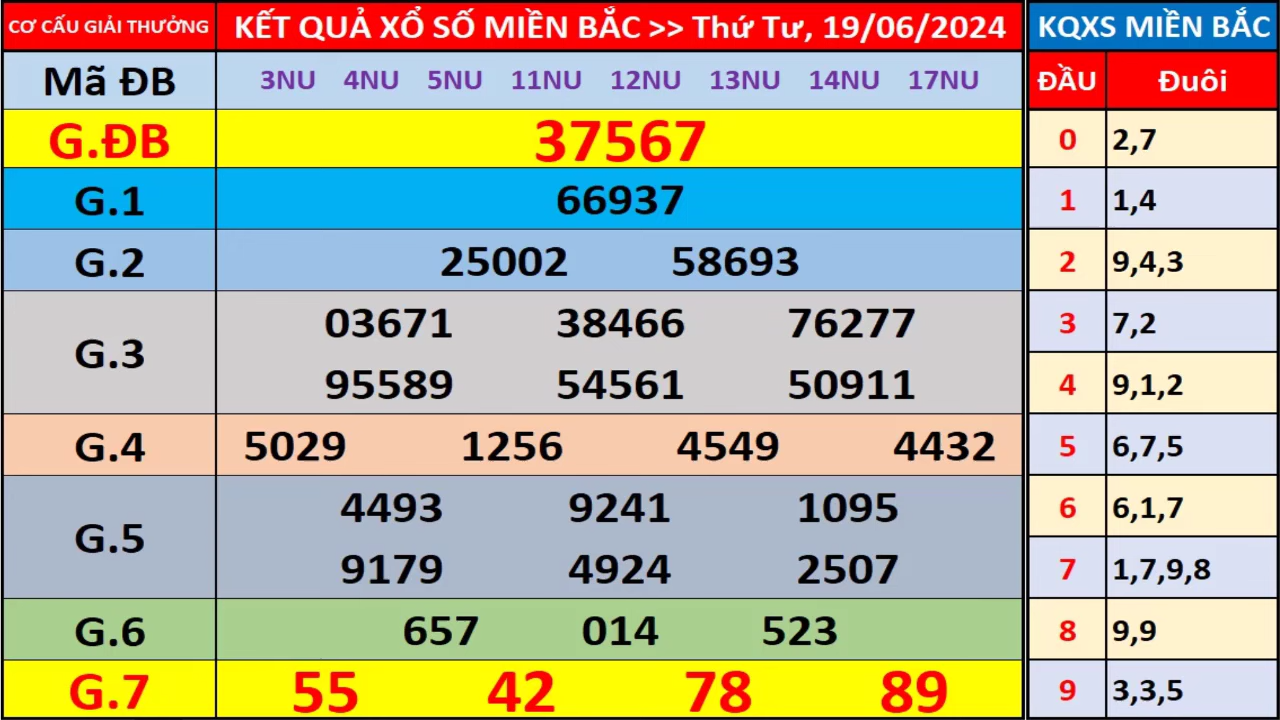 CƠ CẤU GIẢI THƯỞNG KẾT QUẢ XỔ SỐ MIỀN BẮC >> Thứ Tư, 19/06/2024 KQXS MIỀN BẮC
Mã ĐB 3NU 4NU 5NU 11NU 12NU 13NU 14NU 17NU ĐẦU Đuôi
G.ĐB 37567 0 2,7
G.1 66937 1 1,4
G.2 25002 58693 2 9,4,3
G.3 03671 38466 76277 3 7,2
95589 54561 50911 4 9,1,2
G.4 5029 1256 4549 4432 5 6,7,5
G.5 4493 9241 1095 6 6,1,7
9179 4924 2507 7 1,7,9,8
G.6 657 014 523 8 9,9
G.7 55 42 78 89 9 3,3,5